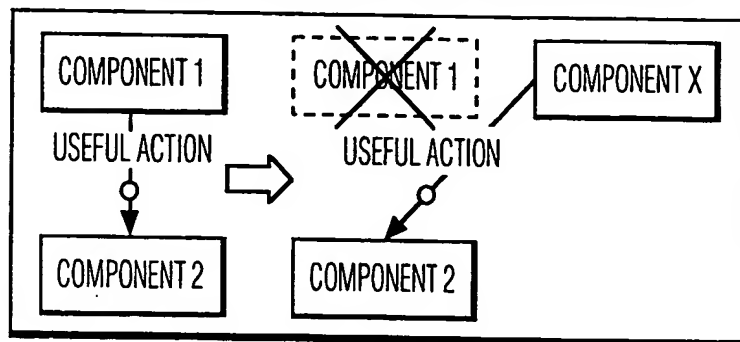 COMPONENT 1
USEFUL ACTION
COMPONENT 2
COMPONENT 1
COMPONENT X
USEFUL ACTION
COMPONENT 2